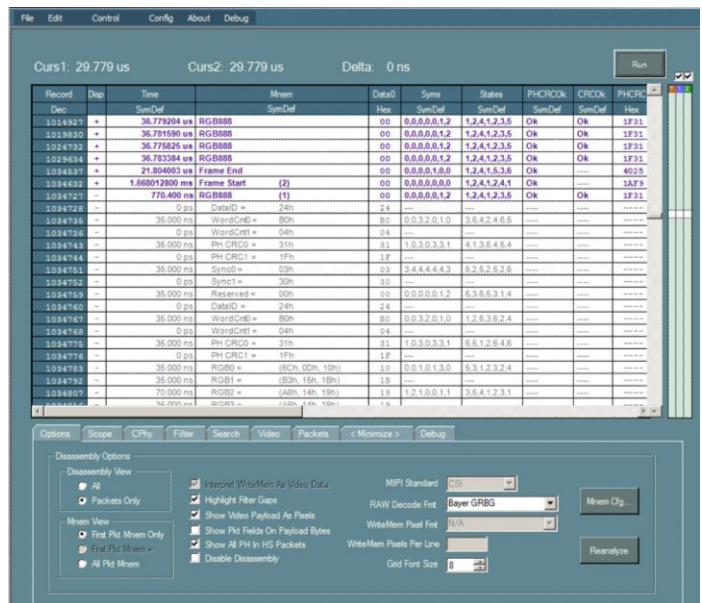 File Edit Control Config About Debug
Curs1: 29.779 us Curs2: 29.779 us Delta: 0 ns Run
Record Disp Time Mnem Data0 Syms States PHCRCOk CRCOk PHCRC
Dec SymDef SymDef Hex SymDef SymDef SymDef SymDef Hex
1014927 + 36.779204 us RGB888 00 0,0,0,0,1,2 1,2,4,1,2,3,5 Ok Ok 1F31
1019830 + 36.781590 us RGB888 00 0,0,0,0,1,2 1,2,4,1,2,3,5 Ok Ok 1F31
1024732 + 36.775825 us RGB888 00 0,0,0,0,1,2 1,2,4,1,2,3,5 Ok Ok 1F31
1029634 + 36.783384 us RGB888 00 0,0,0,0,1,2 1,2,4,1,2,3,5 Ok Ok 1F31
1034537 + 21.804003 us Frame End 00 0,0,0,0,1,0,0 1,2,4,1,5,3,6 Ok ---- 4025
1034632 + 1.668012800 ms Frame Start (2) 00 0,0,0,0,0,0,0 1,2,4,1,2,4,1 Ok ---- 1AF9
1034727 - 770.400 ns RGB888 (1) 00 0,0,0,0,1,2 1,2,4,1,2,3,5 Ok Ok 1F31
1034728 - 0 ps DataID = 24h 24 --- --- ---- ---- ----
1034735 - 35.000 ns WordCnt0 = B0h B0 0,0,3,2,0,1,0 3,6,4,2,4,6,5 ---- ---- ----
1034736 - 0 ps WordCnt1 = 04h 04 --- --- ---- ---- ----
1034743 - 35.000 ns PH CRC0 = 31h 31 1,0,3,0,3,3,1 4,1,3,6,4,5,4 ---- ---- ----
1034744 - 0 ps PH CRC1 = 1Fh 1F --- --- ---- ---- ----
1034751 - 35.000 ns Sync0 = 03h 03 3,4,4,4,4,4,3 5,2,5,2,5,2,6 ---- ---- ----
1034752 - 0 ps Sync1 = 30h 30 --- --- ---- ---- ----
1034759 - 35.000 ns Reserved = 00h 00 0,0,0,0,0,1,2 5,3,6,5,3,1,4 ---- ---- ----
1034760 - 0 ps DataID = 24h 24 --- --- ---- ---- ----
1034767 - 35.000 ns WordCnt0 = B0h B0 0,0,3,2,0,1,0 1,2,6,3,6,2,4 ---- ---- ----
1034768 - 0 ps WordCnt1 = 04h 04 --- --- ---- ---- ----
1034775 - 35.000 ns PH CRC0 = 31h 31 1,0,3,0,3,3,1 6,5,1,2,6,4,6 ---- ---- ----
1034776 - 0 ps PH CRC1 = 1Fh 1F --- --- ---- ---- ----
1034783 - 35.000 ns RGB0 = (6Ch, 0Dh, 10h) 10 0,0,1,0,1,3,0 5,3,1,2,3,2,4 ---- ---- ----
1034792 - 35.000 ns RGB1 = (B3h, 15h, 1Bh) 1B --- --- ---- ---- ----
1034807 - 70.000 ns RGB2 = (A6h, 14h, 19h) 19 1,2,1,0,0,1,1 3,5,4,1,2,3,1 ---- ---- ----
Options Scope CPhy Filter Search Video Packets < Minimize > Debug
Disassembly Options
Disassembly View
All
Packets Only
Mnem View
First Pkt Mnem Only
First Pkt Mnem +
All Pkt Mnem
Interpret WriteMem As Video Data
Highlight Filter Gaps
Show Video Payload As Pixels
Show Pkt Fields On Payload Bytes
Show All PH In HS Packets
Disable Disassembly
MIPI Standard CSI
RAW Decode Fmt Bayer GRBG
WriteMem Pixel Fmt N/A
WriteMem Pixels Per Line
Grid Font Size 8
Mnem Cfg...
Reanalyze